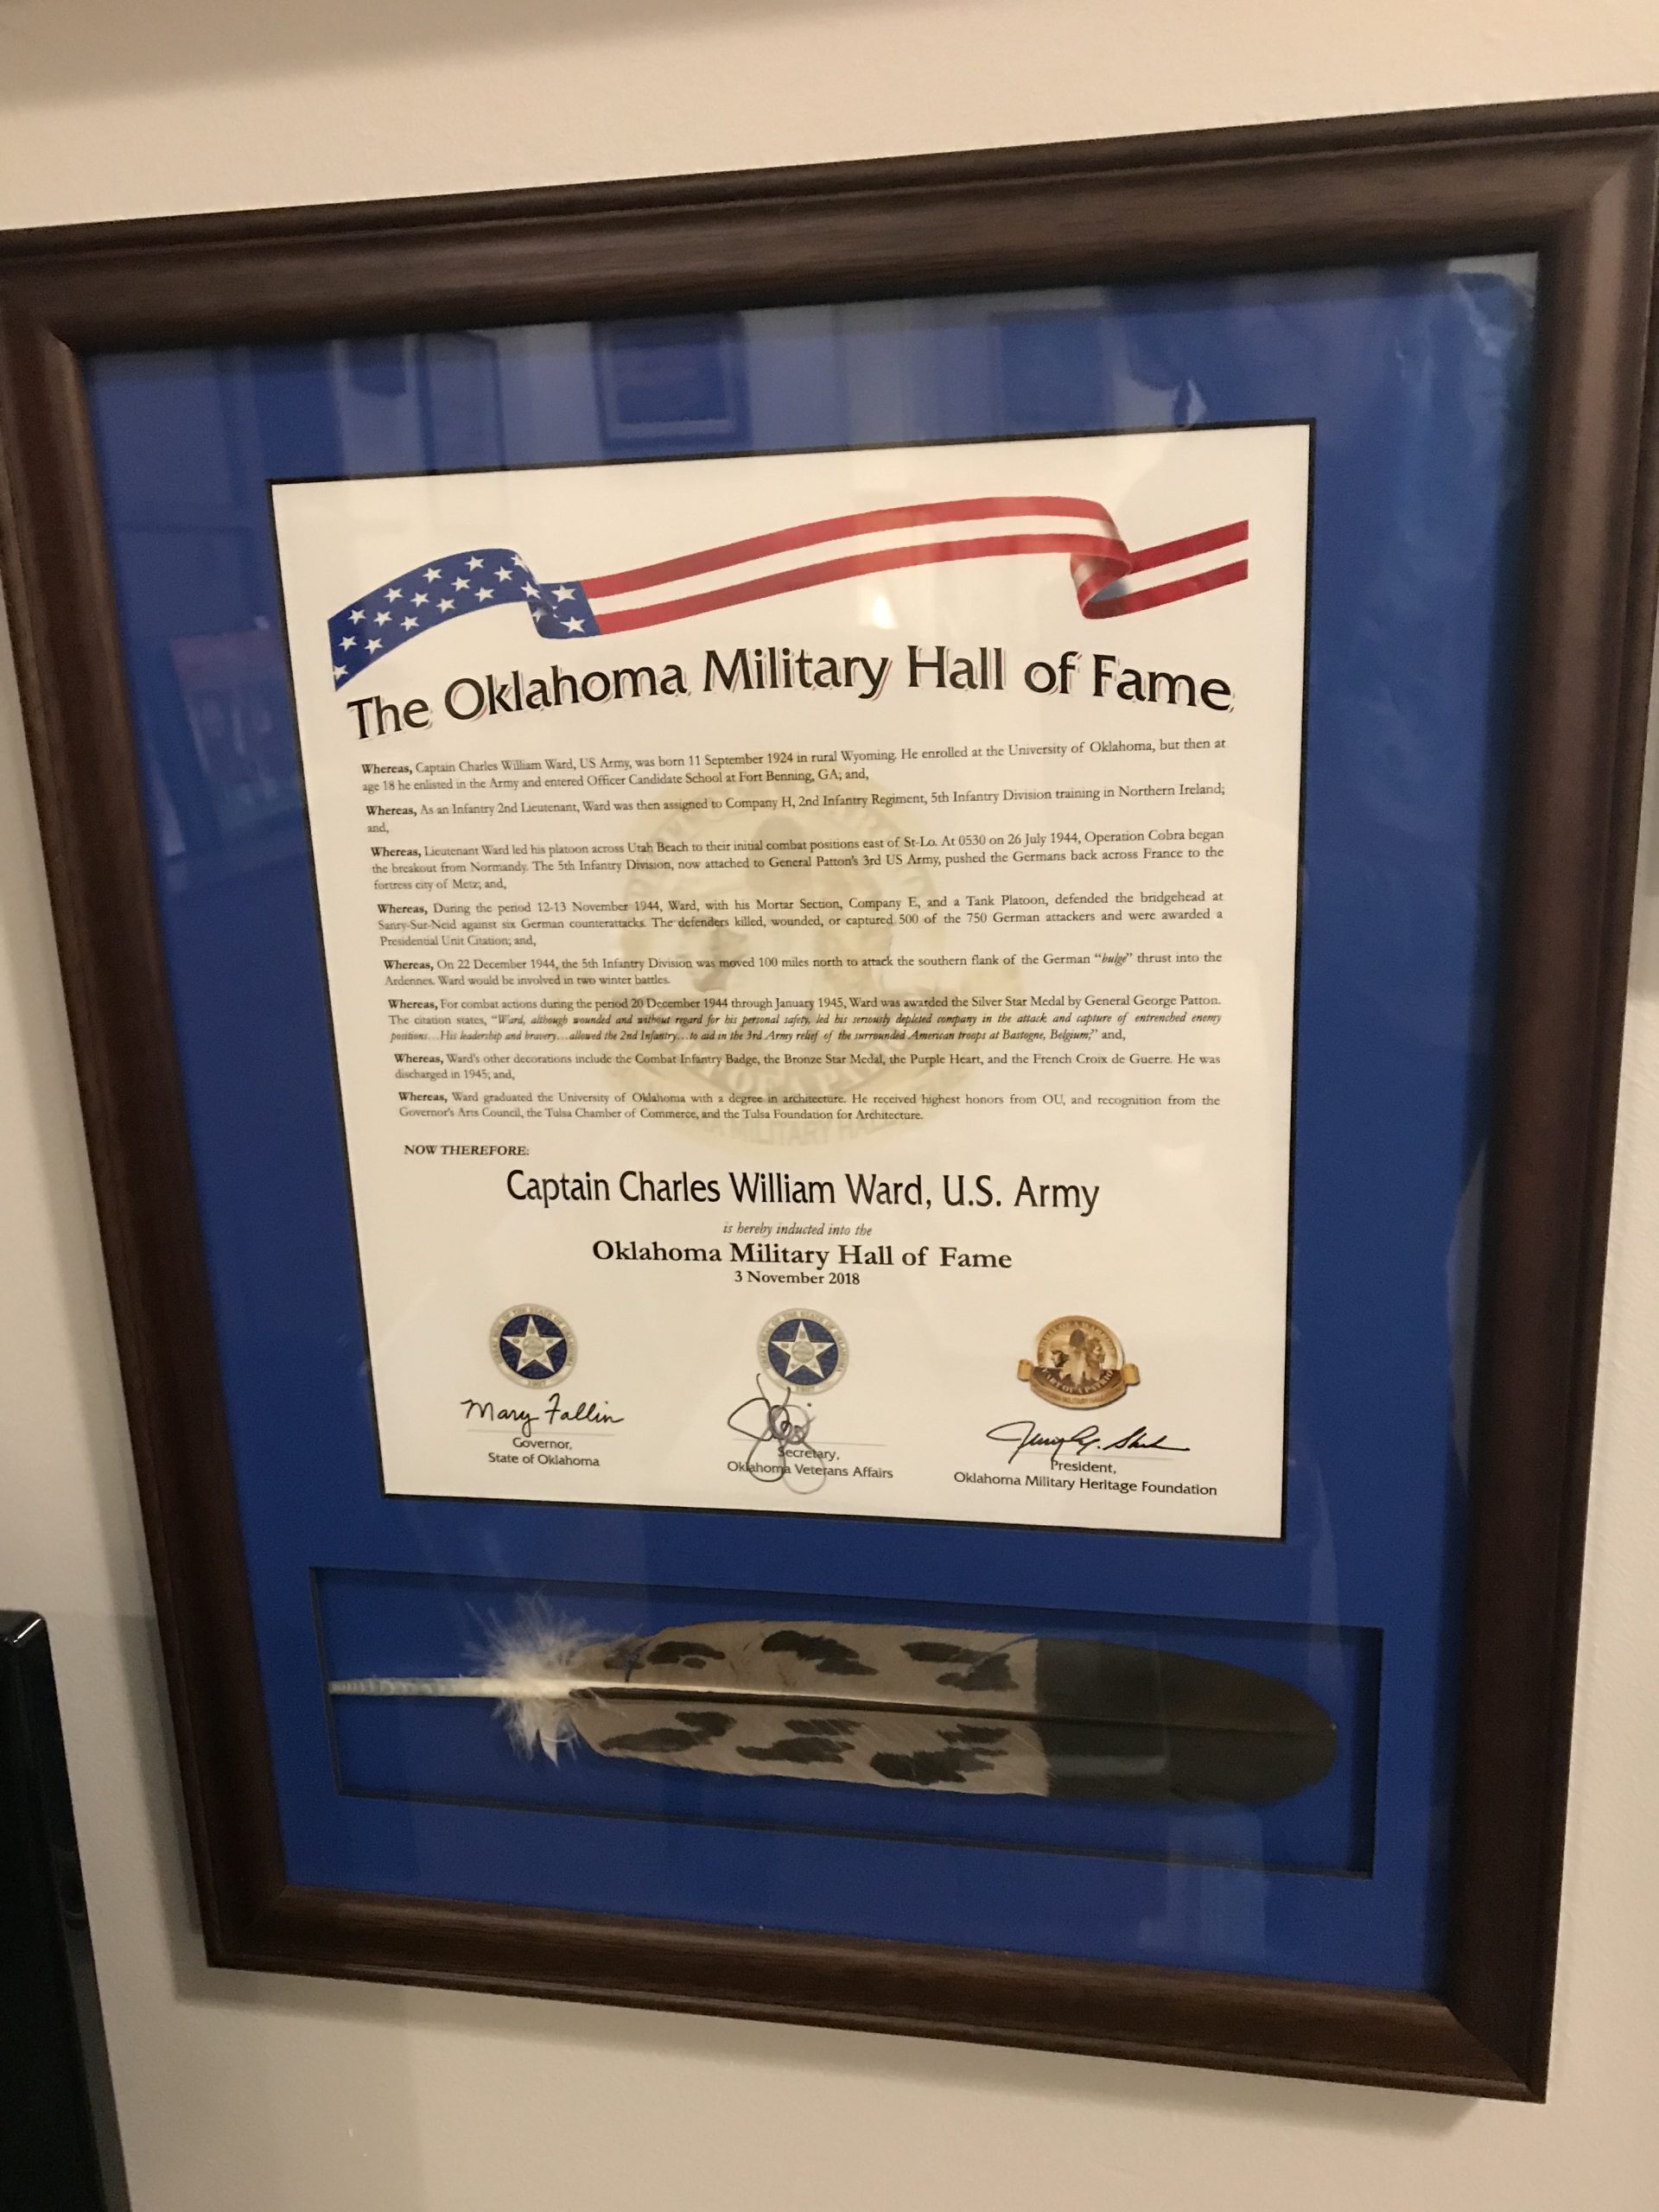 The Oklahoma Military Hall of Fame
Whereas, Captain Charles William Ward, US Army, was born 11 September 1924 in rural Wyoming. He enrolled at the University of Oklahoma, but then at
age 18 he enlisted in the Army and entered Officer Candidate School at Fort Benning, GA; and,
Whereas, As an Infantry 2nd Lieutenant, Ward was then assigned to Company H, 2nd Infantry Regiment, 5th Infantry Division training in Northern Ireland;
and,
Whereas, Lieutenant Ward led his platoon across Utah Beach to their initial combat positions east of St-Lo. At 0530 on 26 July 1944, Operation Cobra began
the breakout from Normandy. The 5th Infantry Division, now attached to General Patton's 3rd US Army, pushed the Germans back across France to the
fortress city of Metz; and,
Whereas, During the period 12-13 November 1944, Ward, with his Mortar Section, Company E, and a Tank Platoon, defended the bridgehead at
Sanry-Sur-Neid against six German counterattacks. The defenders killed, wounded, or captured 500 of the 750 German attackers and were awarded a
Presidential Unit Citation; and,
Whereas, On 22 December 1944, the 5th Infantry Division was moved 100 miles north to attack the southern flank of the German "bulge" thrust into the
Ardennes. Ward would be involved in two winter battles.
Whereas, For combat actions during the period 20 December 1944 through January 1945, Ward was awarded the Silver Star Medal by General George Patton.
The citation states, "Ward, although wounded and without regard for his personal safety, led his seriously depleted company in the attack and capture of entrenched enemy
positions...His leadership and bravery...allowed the 2nd Infantry...to aid in the 3rd Army relief of the surrounded American troops at Bastogne, Belgium;" and,
Whereas, Ward's other decorations include the Combat Infantry Badge, the Bronze Star Medal, the Purple Heart, and the French Croix de Guerre. He was
discharged in 1945; and,
Whereas, Ward graduated the University of Oklahoma with a degree in architecture. He received highest honors from OU, and recognition from the
Governor's Arts Council, the Tulsa Chamber of Commerce, and the Tulsa Foundation for Architecture.
NOW THEREFORE:
Captain Charles William Ward, U.S. Army
is hereby inducted into the
Oklahoma Military Hall of Fame
3 November 2018
Mary Fallin
Governor,
State of Oklahoma
Secretary,
Oklahoma Veterans Affairs
President,
Oklahoma Military Heritage Foundation